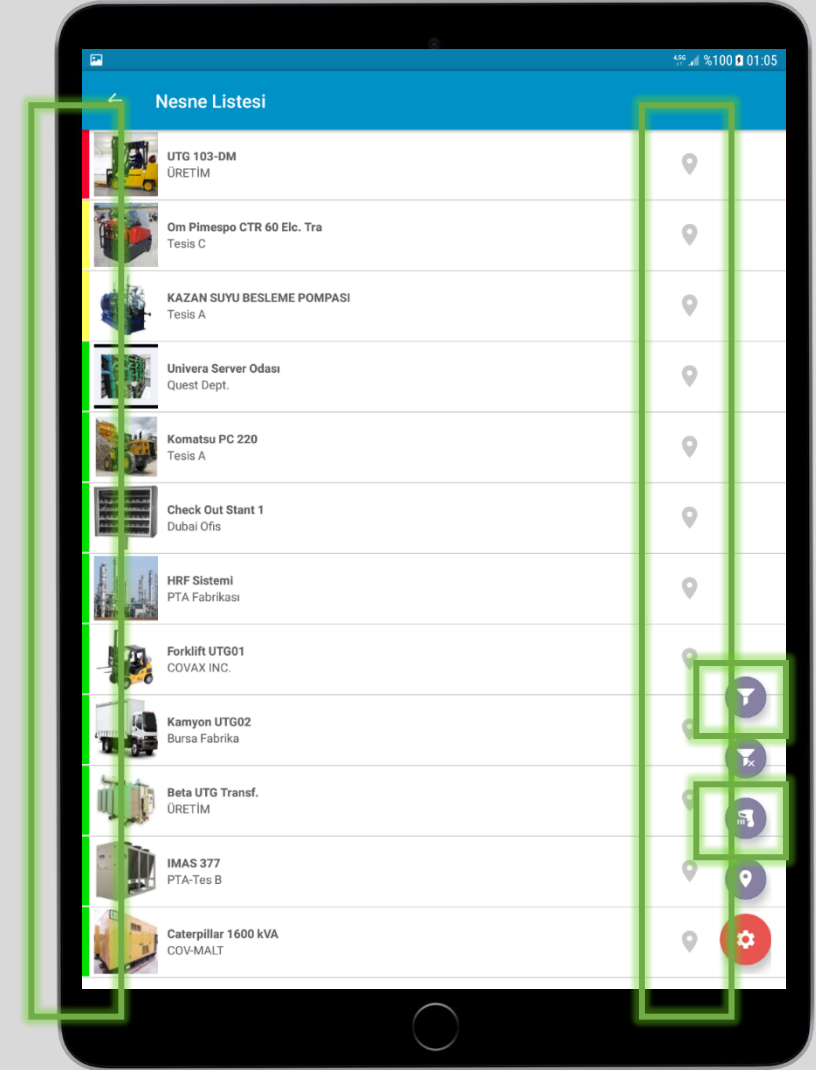 4.5G %100 01:05
Nesne Listesi
UTG 103-DM
ÜRETİM
Om Pimespo CTR 60 Elc. Tra
Tesis C
KAZAN SUYU BESLEME POMPASI
Tesis A
Univera Server Odası
Quest Dept.
Komatsu PC 220
Tesis A
Check Out Stant 1
Dubai Ofis
HRF Sistemi
PTA Fabrikası
Forklift UTG01
COVAX INC.
Kamyon UTG02
Bursa Fabrika
Beta UTG Transf.
ÜRETİM
IMAS 377
PTA-Tes B
Caterpillar 1600 kVA
COV-MALT